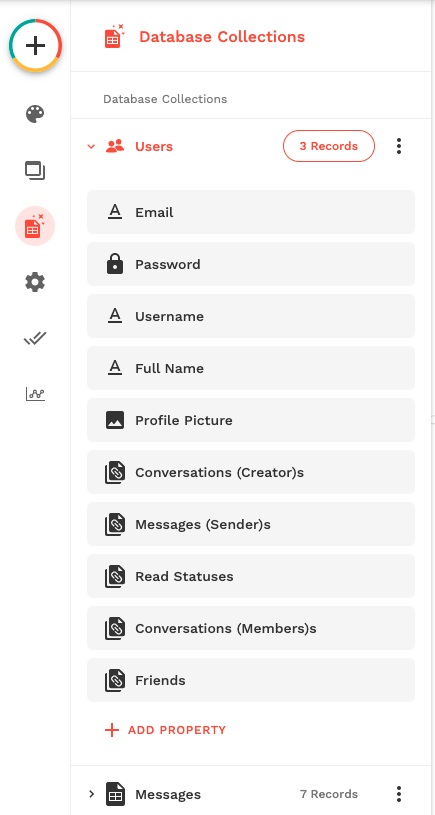 Database Collections
Database Collections
Users 3 Records
Email
Password
Username
Full Name
Profile Picture
Conversations (Creator)s
Messages (Sender)s
Read Statuses
Conversations (Members)s
Friends
ADD PROPERTY
Messages 7 Records